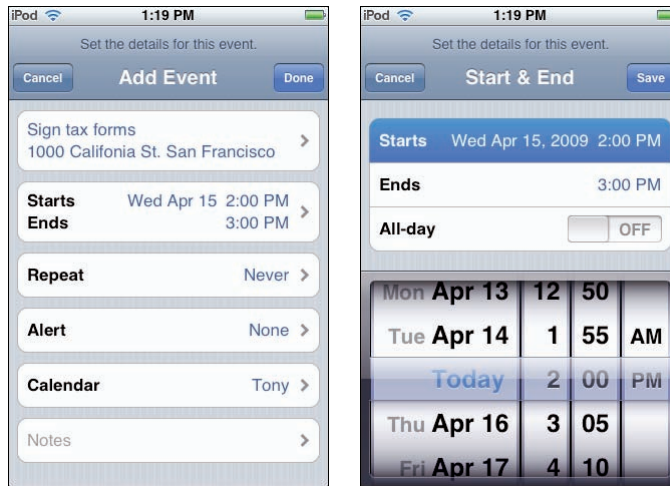 iPod 1:19 PM
Set the details for this event.
Cancel Add Event Done
Sign tax forms
1000 Califonia St. San Francisco
Starts Wed Apr 15 2:00 PM
Ends 3:00 PM
Repeat Never
Alert None
Calendar Tony
Notes
iPod 1:19 PM
Set the details for this event.
Cancel Start & End Save
Starts Wed Apr 15, 2009 2:00 PM
Ends 3:00 PM
All-day OFF
Mon Apr 13 12 50
Tue Apr 14 1 55 AM
Today 2 00 PM
Thu Apr 16 3 05
Fri Apr 17 4 10